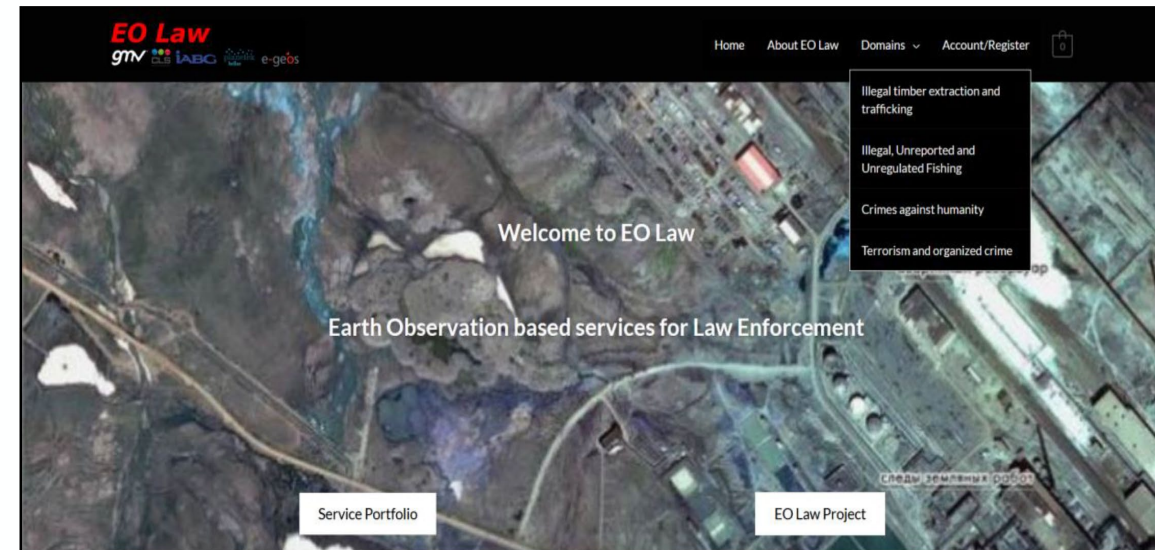 EO Law
gmv CLS IABG e-geos
Home About EO Law Domains Account/Register 0
Illegal timber extraction and
trafficking
Illegal, Unreported and
Unregulated Fishing
Crimes against humanity
Terrorism and organized crime
Welcome to EO Law
Earth Observation based services for Law Enforcement
следы земляных работ
Service Portfolio
EO Law Project